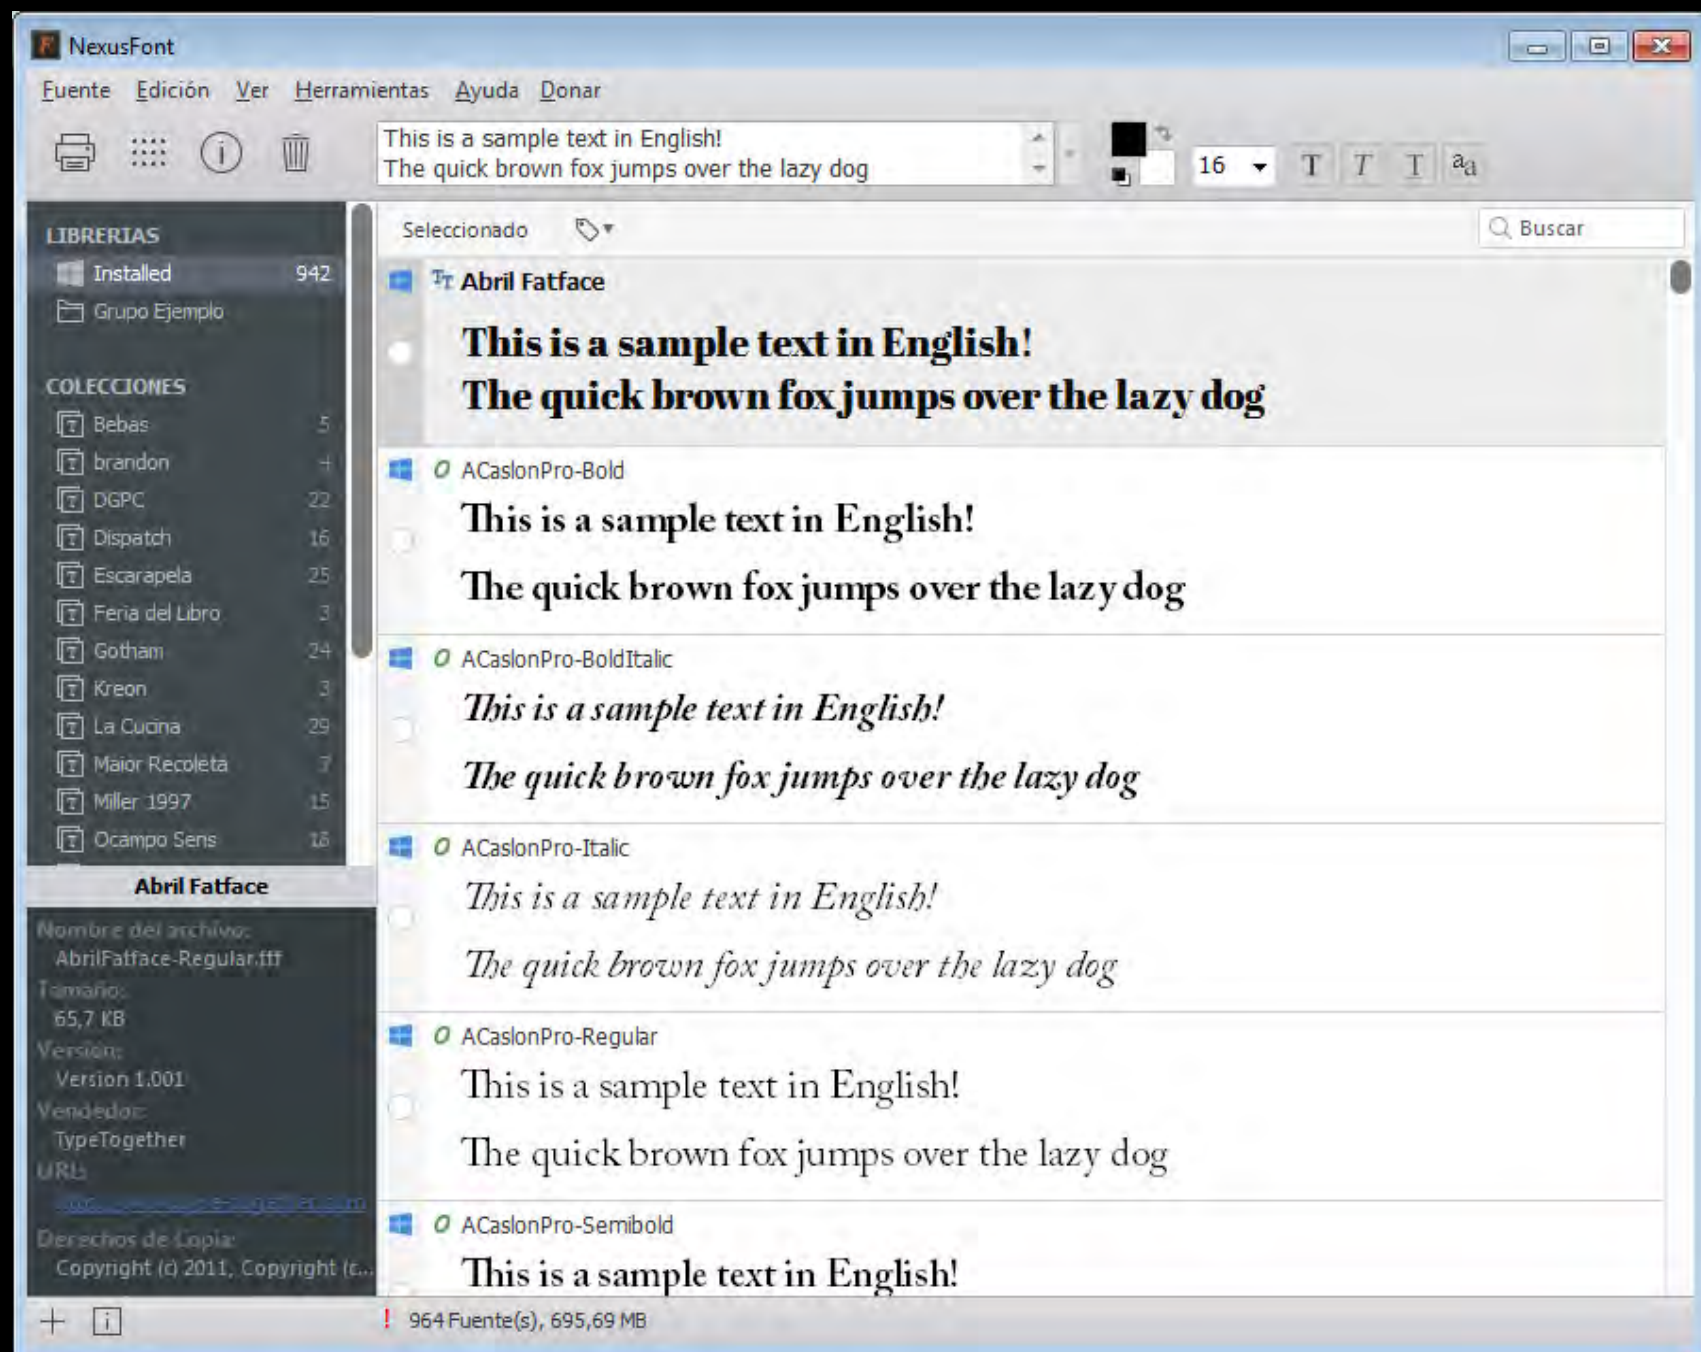 NexusFont
Fuente Edición Ver Herramientas Ayuda Donar
This is a sample text in English!
The quick brown fox jumps over the lazy dog
16 T T T aa
LIBRERIAS
Installed 942
Grupo Ejemplo
COLECCIONES
Bebas 5
brandon 4
DGPC 22
Dispatch 16
Escarapela 25
Feria del Libro 3
Gotham 24
Kreon 3
La Cucina 29
Maior Recoleta 7
Miller 1997 15
Ocampo Sens 16
Abril Fatface
Nombre del archivo:
AbrilFatface-Regular.ttf
Tamaño:
65,7 KB
Version:
Version 1.001
Vendedor:
TypeTogether
URL:
Derechos de Copia:
Copyright (c) 2011, Copyright (c...
Seleccionado
Buscar
Abril Fatface
This is a sample text in English!
The quick brown fox jumps over the lazy dog
ACaslonPro-Bold
This is a sample text in English!
The quick brown fox jumps over the lazy dog
ACaslonPro-BoldItalic
This is a sample text in English!
The quick brown fox jumps over the lazy dog
ACaslonPro-Italic
This is a sample text in English!
The quick brown fox jumps over the lazy dog
ACaslonPro-Regular
This is a sample text in English!
The quick brown fox jumps over the lazy dog
ACaslonPro-Semibold
This is a sample text in English!
! 964 Fuente(s), 695,69 MB